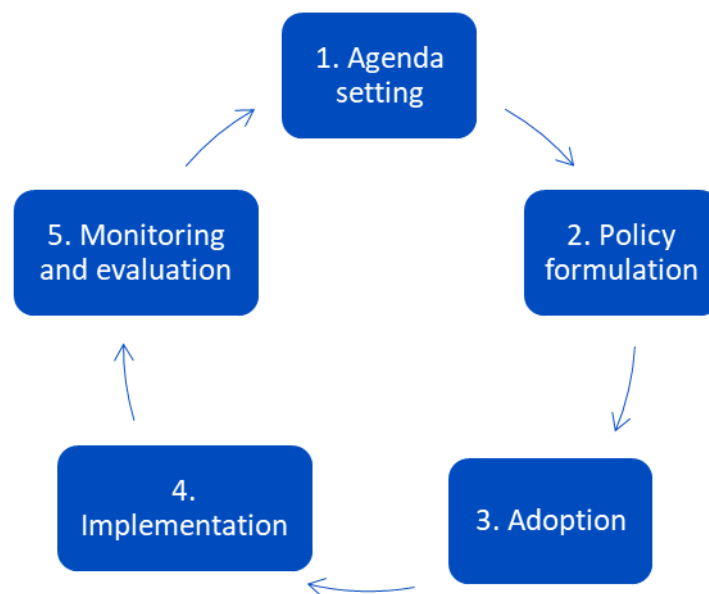 1. Agenda
setting
2. Policy
formulation
3. Adoption
4.
Implementation
5. Monitoring
and evaluation